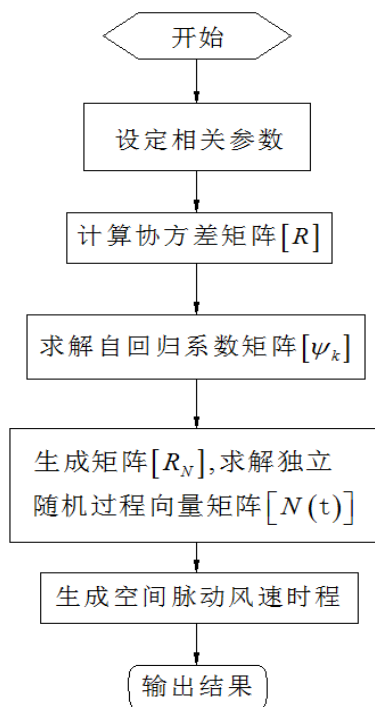 开始
设定相关参数
计算协方差矩阵[R]
求解自回归系数矩阵[ψₖ]
生成矩阵[R_N],求解独立
随机过程向量矩阵[N(t)]
生成空间脉动风速时程
输出结果